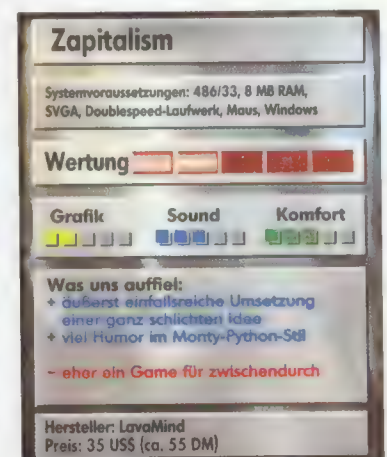 Zapitalism
Systemvoraussetzungen: 486/33, 8 MB RAM,
SVGA, Doublespeed-Laufwerk, Maus, Windows
Wertung
Grafik Sound Komfort
Was uns auffiel:
+ äußerst einfallsreiche Umsetzung
einer ganz schlichten Idee
+ viel Humor im Monty-Python-Stil
- eher ein Game für zwischendurch
Hersteller: LavaMind
Preis: 35 US$ (ca. 55 DM)